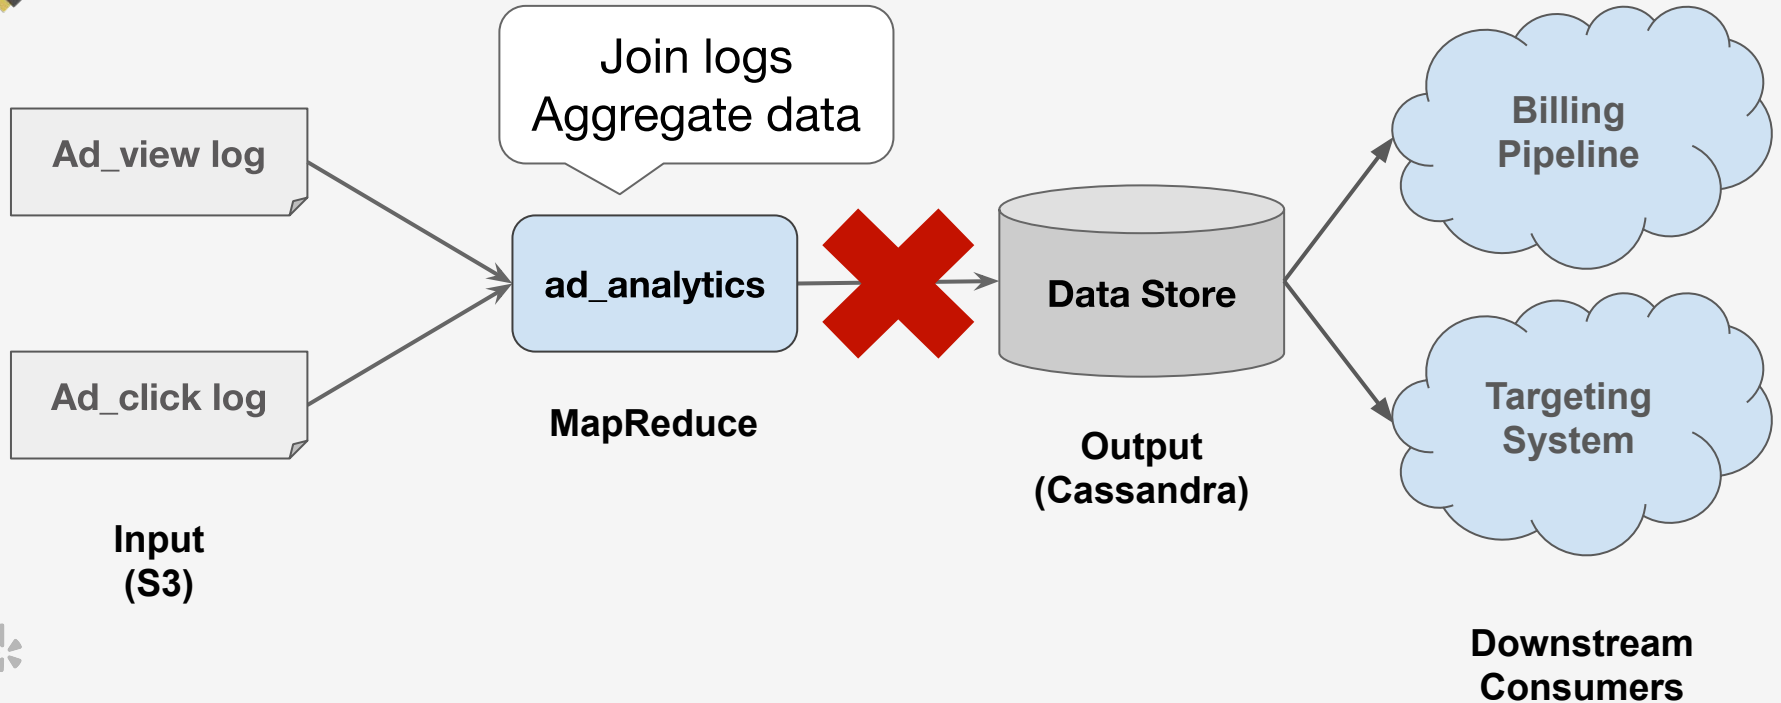 Join logs
Aggregate data
Ad_view log
Ad_click log
Input
(S3)
ad_analytics
MapReduce
Data Store
Output
(Cassandra)
Billing
Pipeline
Targeting
System
Downstream
Consumers